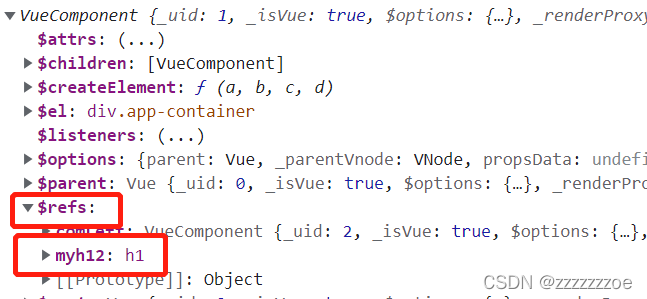 VueComponent {_uid: 1, _isVue: true, $options: {…}, _renderProxy
$attrs: (...)
$children: [VueComponent]
$createElement: ƒ (a, b, c, d)
$el: div.app-container
$listeners: (...)
$options: {parent: Vue, _parentVnode: VNode, propsData: undefi
$parent: Vue {_uid: 0, _isVue: true, $options: {…}, _renderPro
$refs:
comLeft: VueComponent {_uid: 2, _isVue: true, $options: {…},
myh12: h1
[[Prototype]]: Object
CSDN @zzzzzzzoe